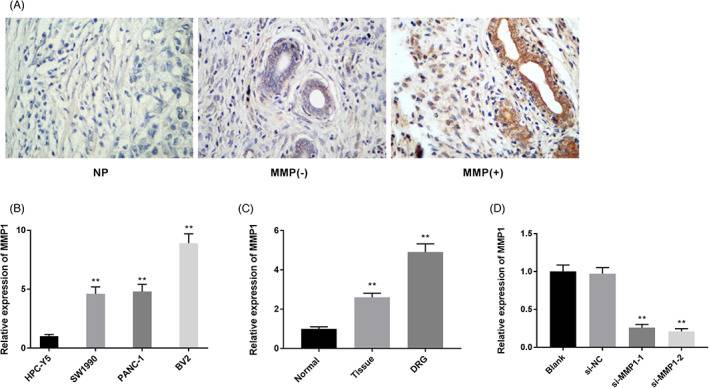 (A)
NP
MMP(-)
MMP(+)
(B)
Relative expression of MMP1
10
5
0
**
**
**
HPC-Y5
SW1990
PANC-1
BV2
(C)
Relative expression of MMP1
6
4
2
0
**
**
Normal
Tissue
DRG
(D)
Relative expression of MMP1
1.5
1.0
0.5
0.0
**
**
Blank
si-NC
si-MMP1-1
si-MMP1-2